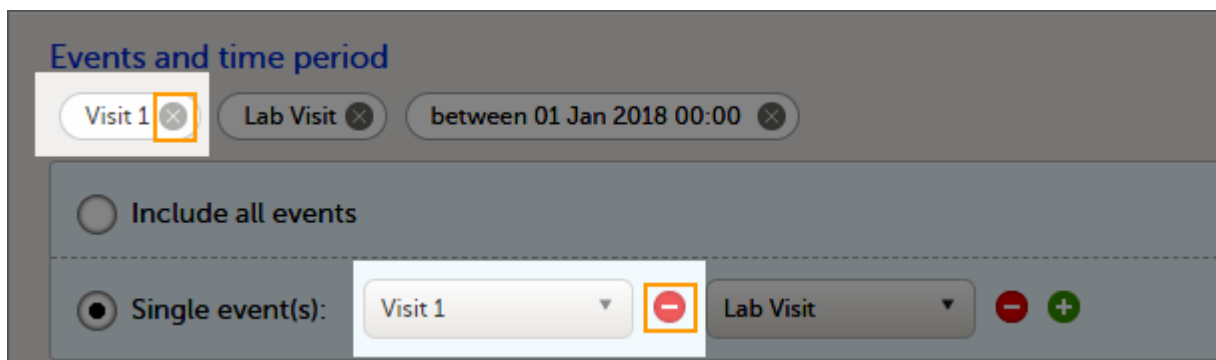 Events and time period
Visit 1 Lab Visit between 01 Jan 2018 00:00
Include all events
Single event(s): Visit 1 Lab Visit